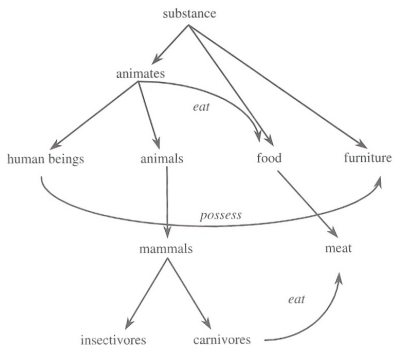 substance
animates
eat
human beings
animals
food
furniture
possess
mammals
meat
eat
insectivores
carnivores